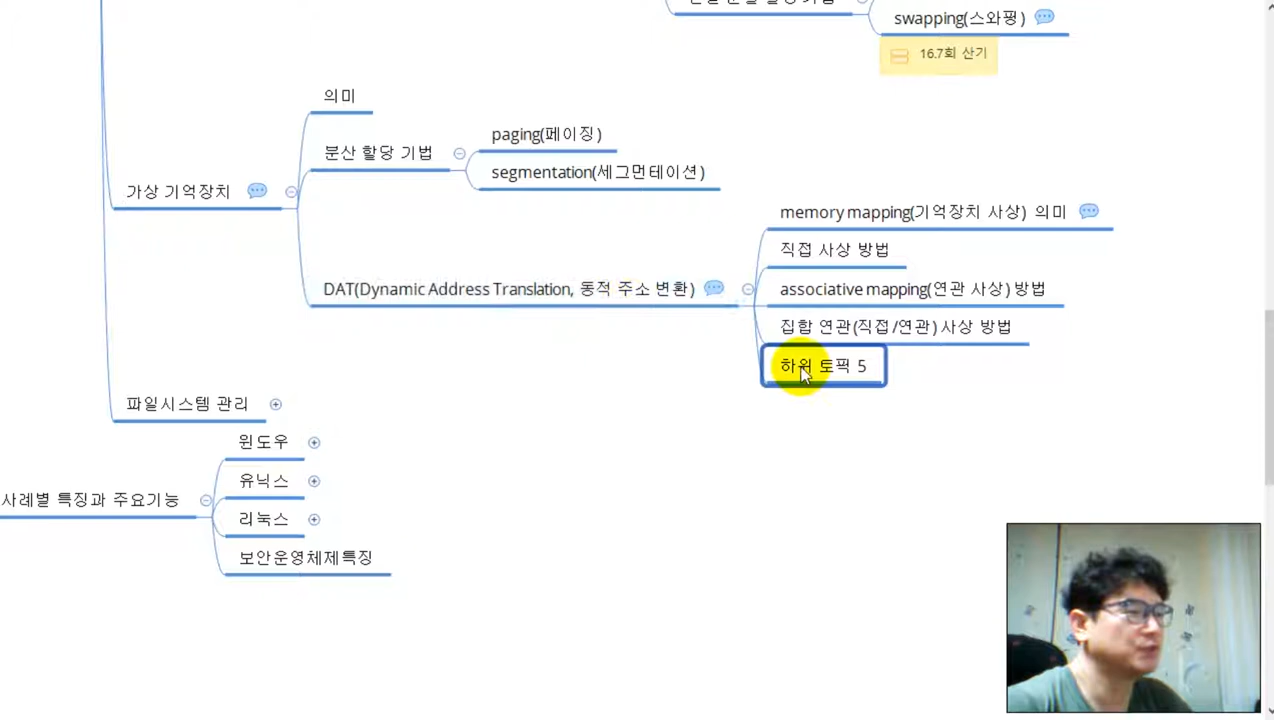 swapping(스와핑)
16.7회 산기
의미
paging(페이징)
분산 할당 기법
segmentation(세그먼테이션)
가상 기억장치
memory mapping(기억장치 사상) 의미
직접 사상 방법
DAT(Dynamic Address Translation, 동적 주소 변환)
associative mapping(연관 사상) 방법
집합 연관(직접/연관) 사상 방법
하위 토픽 5
파일시스템 관리
윈도우
유닉스
사례별 특징과 주요기능
리눅스
보안운영체제특징